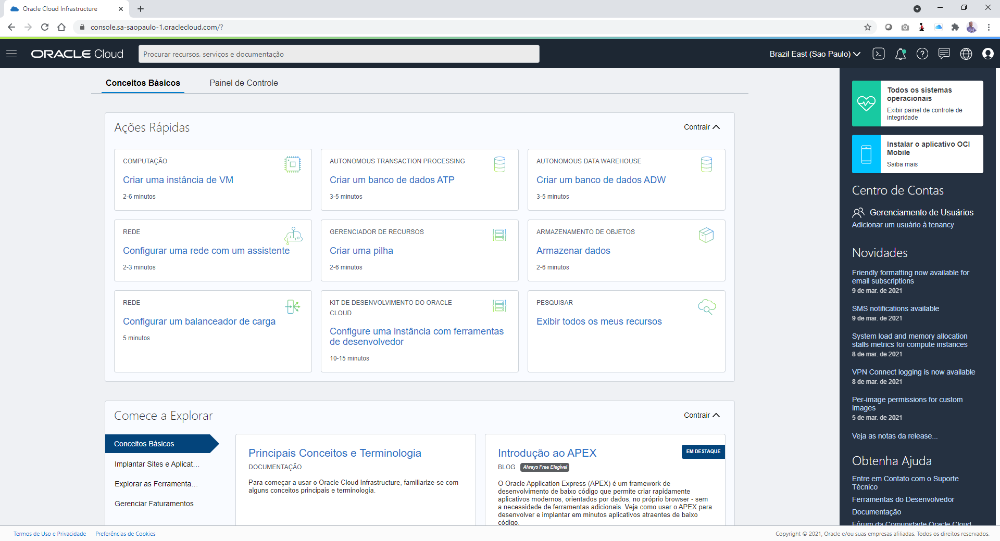 Oracle Cloud Infrastructure
console.sa-saopaulo-1.oraclecloud.com/?
ORACLE Cloud
Procurar recursos, serviços e documentação
Brazil East (Sao Paulo)
Conceitos Básicos
Painel de Controle
Ações Rápidas
Contrair
COMPUTAÇÃO
Criar uma instância de VM
2-6 minutos
AUTONOMOUS TRANSACTION PROCESSING
Criar um banco de dados ATP
3-5 minutos
AUTONOMOUS DATA WAREHOUSE
Criar um banco de dados ADW
3-5 minutos
REDE
Configurar uma rede com um assistente
2-3 minutos
GERENCIADOR DE RECURSOS
Criar uma pilha
2-6 minutos
ARMAZENAMENTO DE OBJETOS
Armazenar dados
2-6 minutos
REDE
Configurar um balanceador de carga
5 minutos
KIT DE DESENVOLVIMENTO DO ORACLE
CLOUD
Configure uma instância com ferramentas
de desenvolvedor
10-15 minutos
PESQUISAR
Exibir todos os meus recursos
Comece a Explorar
Contrair
Conceitos Básicos
Implantar Sites e Aplicat...
Explorar as Ferramenta...
Gerenciar Faturamentos
Principais Conceitos e Terminologia
DOCUMENTAÇÃO
Para começar a usar o Oracle Cloud Infrastructure, familiarize-se com
alguns conceitos principais e terminologia.
Introdução ao APEX
EM DESTAQUE
BLOG
Always Free Elegível
O Oracle Application Express (APEX) é um framework de
desenvolvimento de baixo código que permite criar rapidamente
aplicativos modernos, orientados por dados, no próprio browser - sem
a necessidade de ferramentas adicionais. Veja como usar o APEX para
desenvolver e implantar em minutos aplicativos atraentes de baixo
código.
Todos os sistemas
operacionais
Exibir painel de controle de
integridade
Instalar o aplicativo OCI
Mobile
Saiba mais
Centro de Contas
Gerenciamento de Usuários
Adicionar um usuário à tenancy
Novidades
Friendly formatting now available for
email subscriptions
9 de mar. de 2021
SMS notifications available
9 de mar. de 2021
System load and memory allocation
stalls metrics for compute instances
8 de mar. de 2021
VPN Connect logging is now available
8 de mar. de 2021
Per-image permissions for custom
images
5 de mar. de 2021
Veja as notas da release...
Obtenha Ajuda
Entre em Contato com o Suporte
Técnico
Ferramentas do Desenvolvedor
Documentação
Fórum da Comunidade Oracle Cloud
Termos de Uso e Privacidade
Preferências de Cookies
Copyright © 2021, Oracle e/ou suas empresas afiliadas. Todos os direitos reservados.